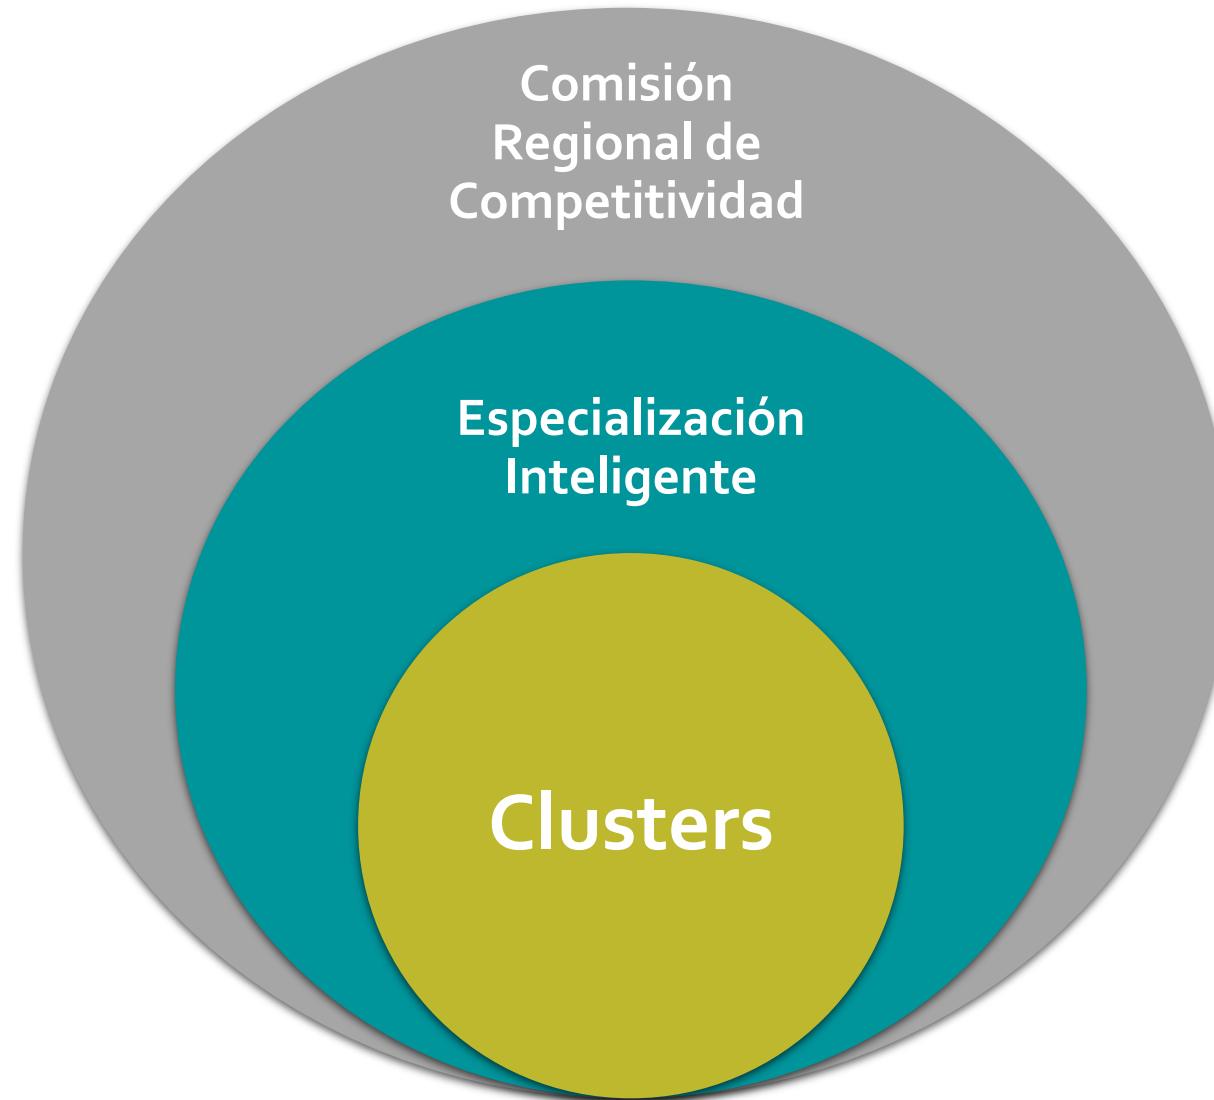 Comisión
Regional de
Competitividad
Especialización
Inteligente
Clusters